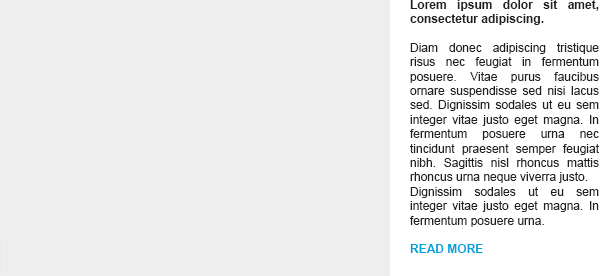 Lorem ipsum dolor sit amet,
consectetur adipiscing.
Diam donec adipiscing tristique
risus nec feugiat in fermentum
posuere. Vitae purus faucibus
ornare suspendisse sed nisi lacus
sed. Dignissim sodales ut eu sem
integer vitae justo eget magna. In
fermentum posuere urna nec
tincidunt praesent semper feugiat
nibh. Sagittis nisl rhoncus mattis
rhoncus urna neque viverra justo.
Dignissim sodales ut eu sem
integer vitae justo eget magna. In
fermentum posuere urna.
READ MORE